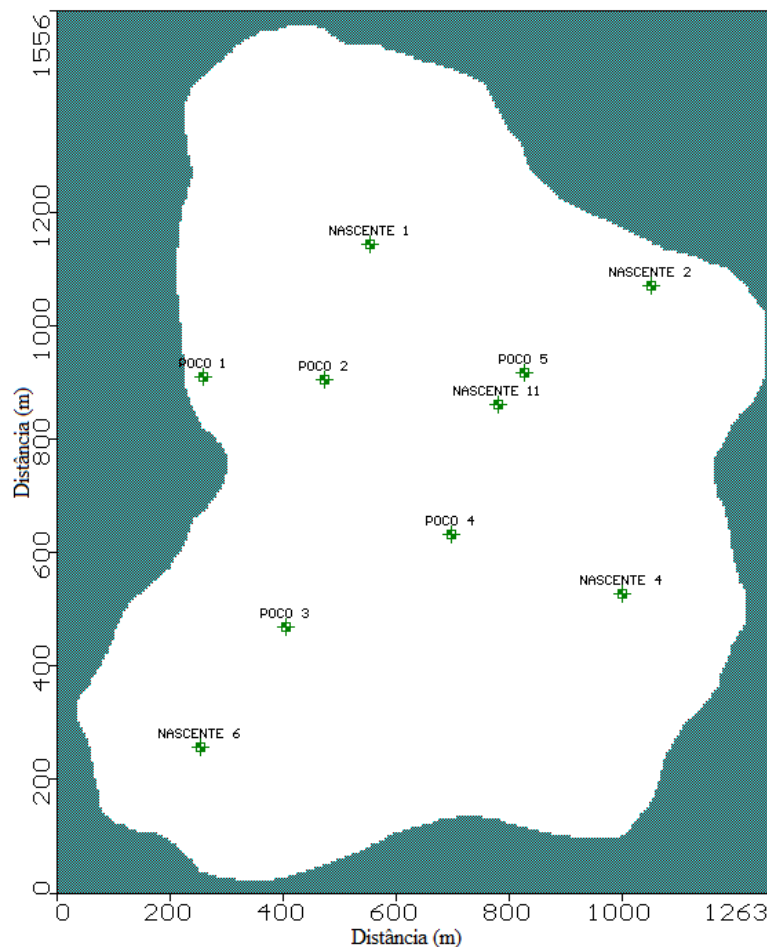 1556
1200
1000
800
600
400
200
0
Distância (m)
NASCENTE 1
NASCENTE 2
POCO 1
POCO 2
POCO 5
NASCENTE 11
POCO 4
NASCENTE 4
POCO 3
NASCENTE 6
0 200 400 600 800 1000 1263
Distância (m)